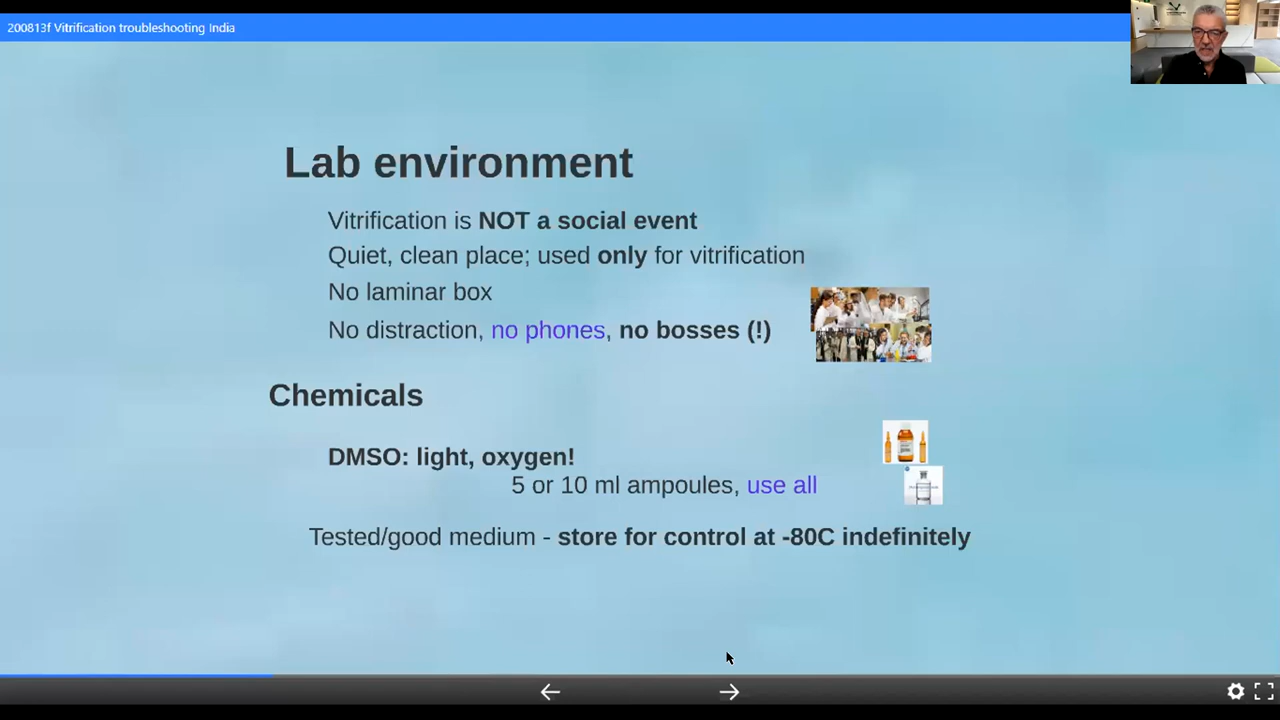 200813f Vitrification troubleshooting India
Lab environment
Vitrification is NOT a social event
Quiet, clean place; used only for vitrification
No laminar box
No distraction, no phones, no bosses (!)
Chemicals
DMSO: light, oxygen!
5 or 10 ml ampoules, use all
Tested/good medium - store for control at -80C indefinitely